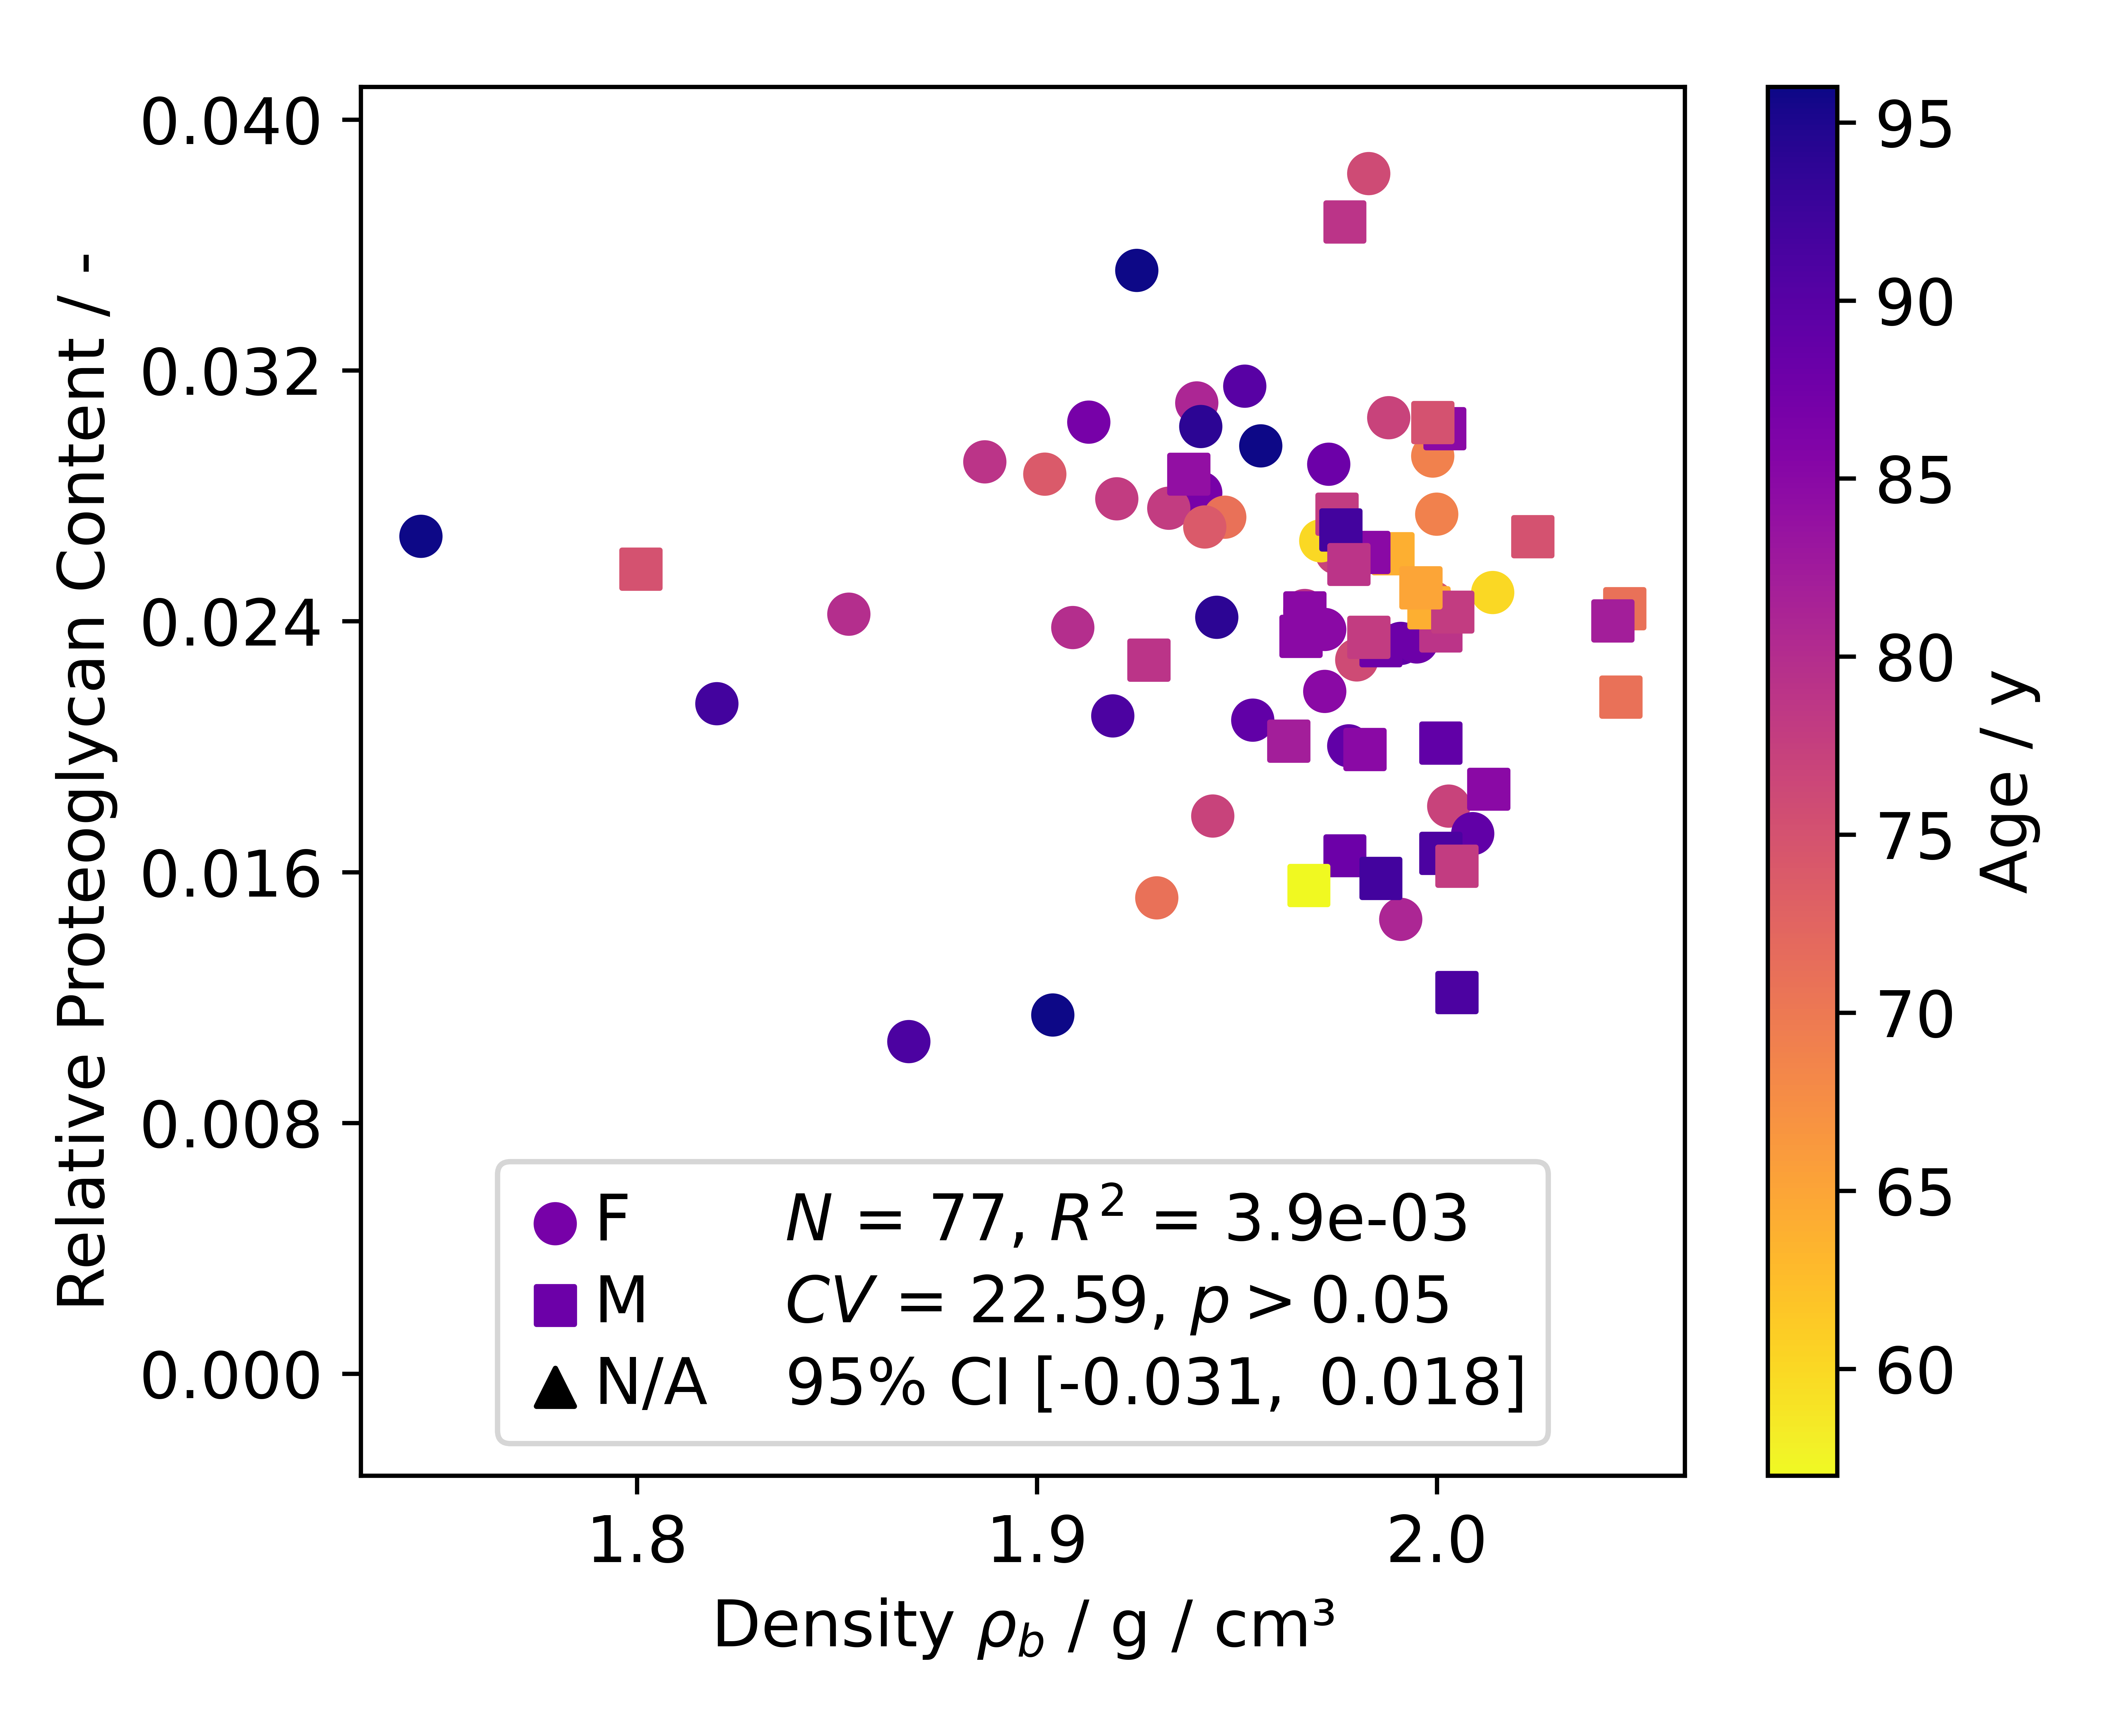 0.040
0.032
0.024
0.016
0.008
0.000
Relative Proteoglycan Content / -
F N = 77, R² = 3.9e-03
M CV = 22.59, p > 0.05
N/A 95% CI [-0.031, 0.018]
1.8 1.9 2.0
Density ρb / g / cm³
95
90
85
80
75
70
65
60
Age / y